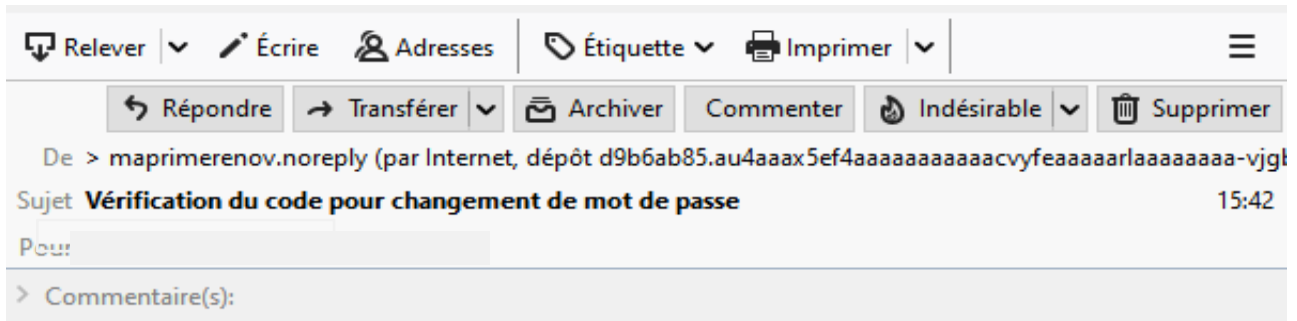 Relever Écrire Adresses Étiquette Imprimer
Répondre Transférer Archiver Commenter Indésirable Supprimer
De > maprimerenov.noreply (par Internet, dépôt d9b6ab85.au4aaax5ef4aaaaaaaaaaacvyfeaaaaarlaaaaaaaa-vjgb
Sujet Vérification du code pour changement de mot de passe 15:42
Pour
> Commentaire(s):